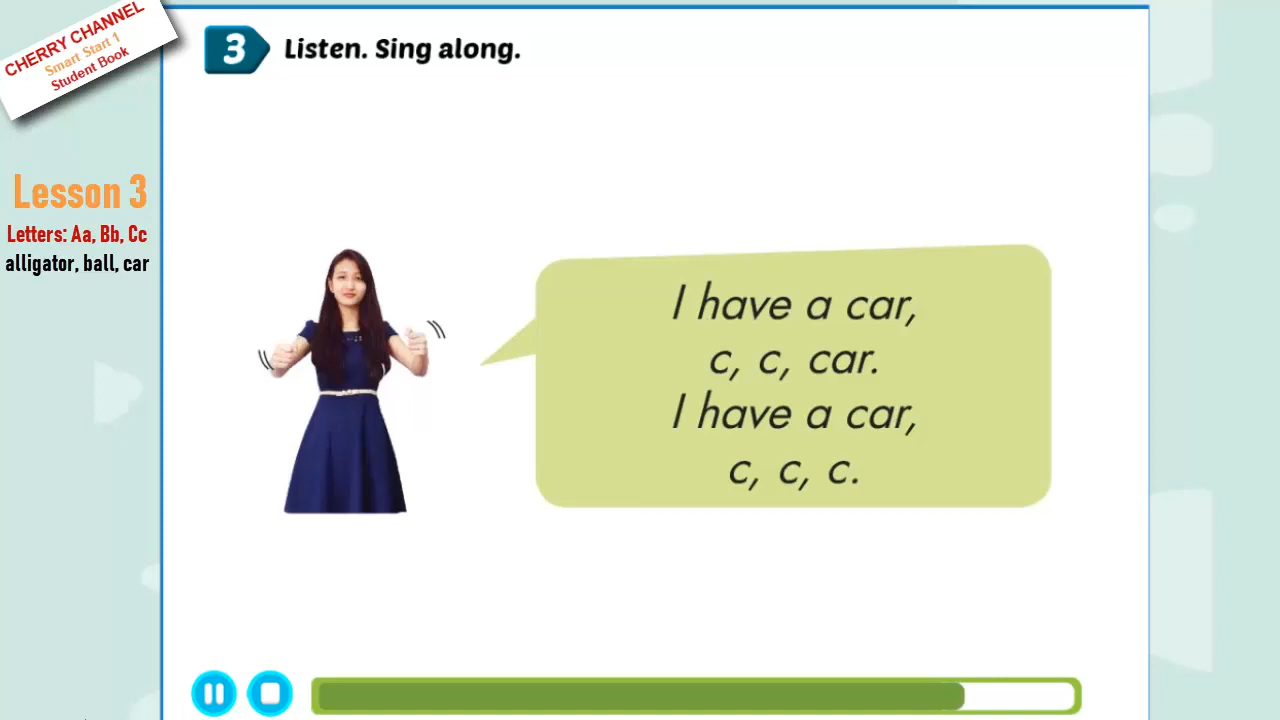 CHERRY CHANNEL
Smart Start 1
Student Book
3 Listen. Sing along.
Lesson 3
Letters: Aa, Bb, Cc
alligator, ball, car
I have a car,
c, c, car.
I have a car,
c, c, c.